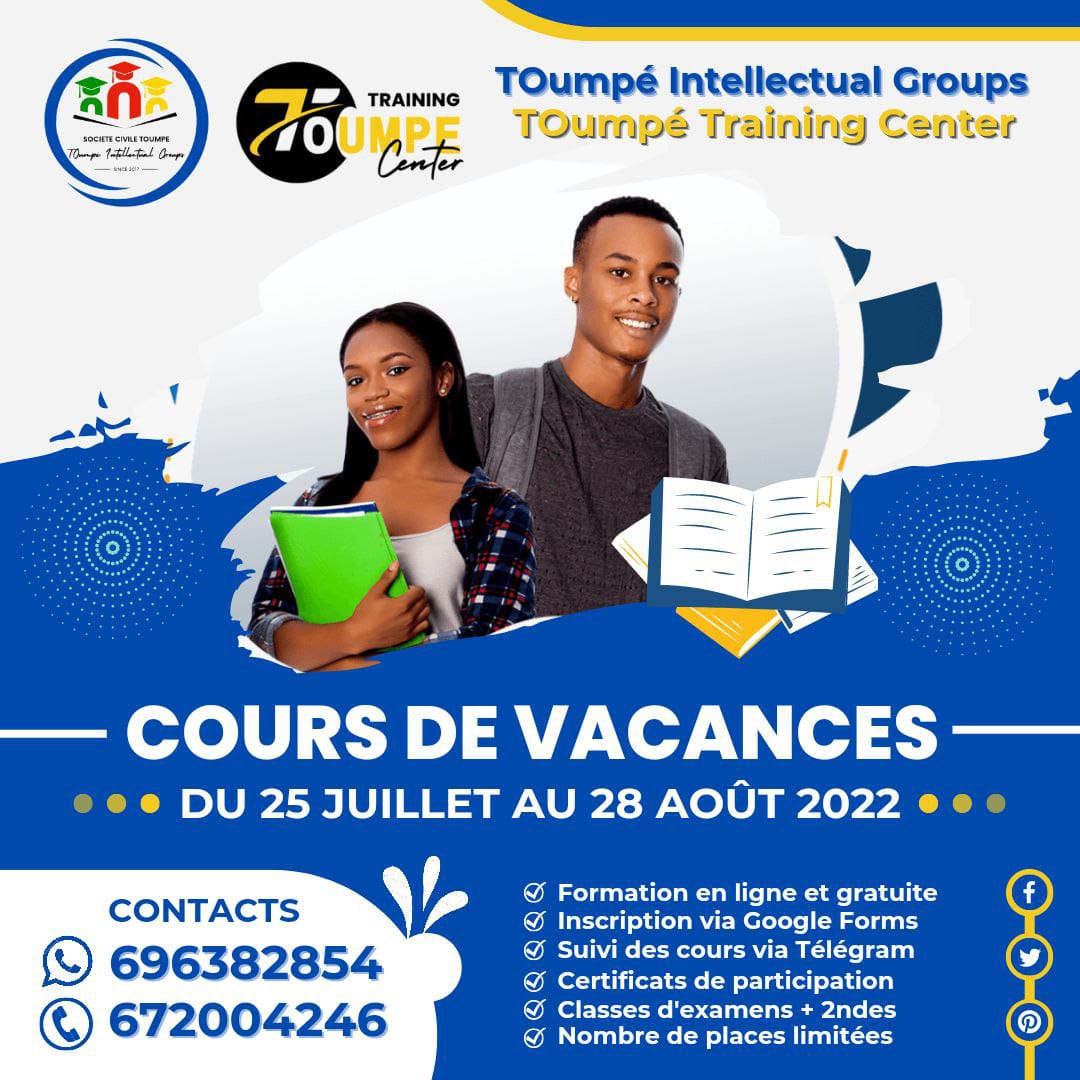 SOCIETE CIVILE TOUMPE
TOumpé Intellectual Groups
SINCE 2017
TRAINING
TOUMPE
Center
TOumpé Intellectual Groups
TOumpé Training Center
COURS DE VACANCES
DU 25 JUILLET AU 28 AOÛT 2022
CONTACTS
696382854
672004246
Formation en ligne et gratuite
Inscription via Google Forms
Suivi des cours via Télégram
Certificats de participation
Classes d'examens + 2ndes
Nombre de places limitées